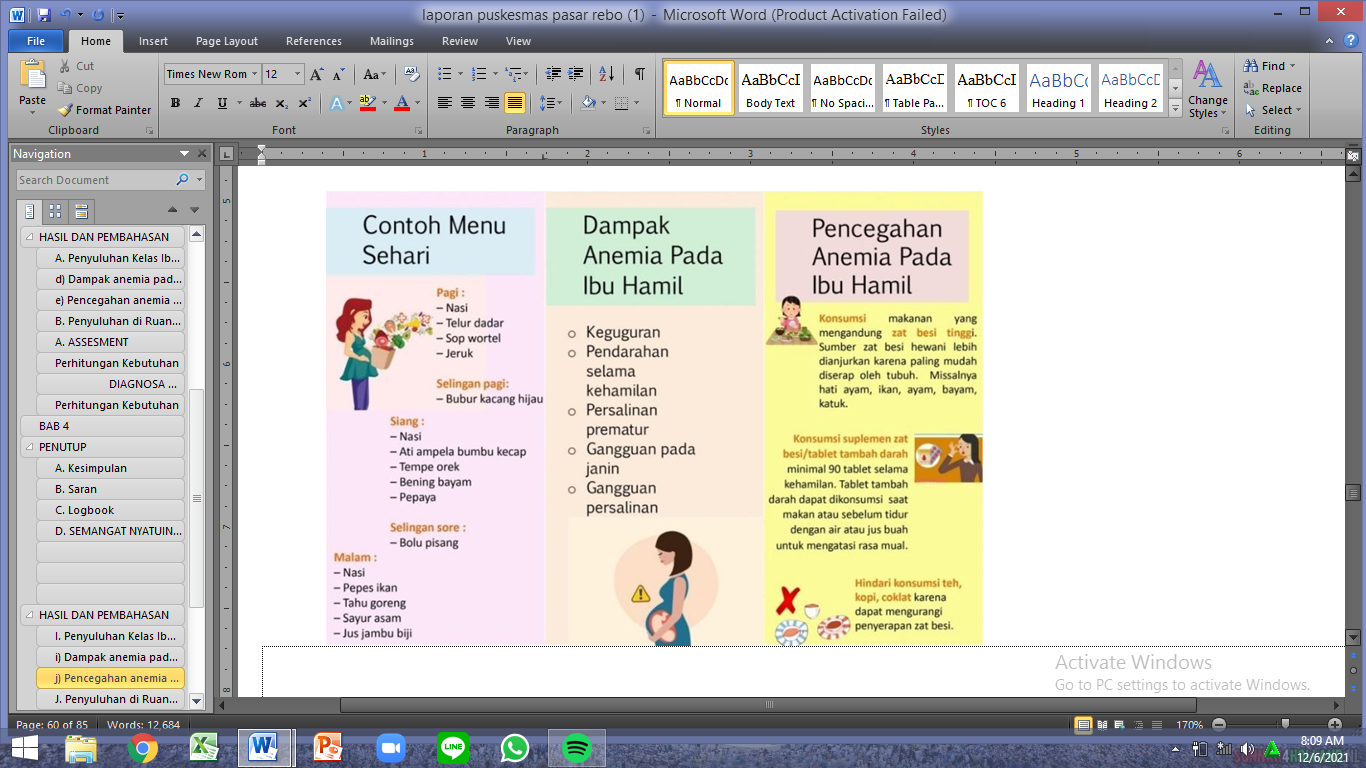 laporan puskesmas pasar rebo (1) - Microsoft Word (Product Activation Failed)
File Home Insert Page Layout References Mailings Review View
Paste
Cut
Copy
Format Painter
Clipboard
Times New Rom 12
Font
Paragraph
AaBbCcDc AaBbCcI AaBbCcDc AaBbCcD AaBbCcI AaBbC AaBbCcD
¶ Normal Body Text ¶ No Spaci... ¶ Table Pa... ¶ TOC 6 Heading 1 Heading 2
Styles
Change Styles
Find
Replace
Select
Editing
Navigation
Search Document
HASIL DAN PEMBAHASAN
A. Penyuluhan Kelas Ib...
d) Dampak anemia pad...
e) Pencegahan anemia ...
B. Penyuluhan di Ruan...
A. ASSESMENT
Perhitungan Kebutuhan
DIAGNOSA ...
Perhitungan Kebutuhan
BAB 4
PENUTUP
A. Kesimpulan
B. Saran
C. Logbook
D. SEMANGAT NYATUIN...
HASIL DAN PEMBAHASAN
I. Penyuluhan Kelas Ib...
i) Dampak anemia pad...
j) Pencegahan anemia ...
J. Penyuluhan di Ruan...
1 2 3 4 5 6
5
6
7
8
Contoh Menu
Sehari
Pagi :
– Nasi
– Telur dadar
– Sop wortel
– Jeruk
Selingan pagi:
– Bubur kacang hijau
Siang :
– Nasi
– Ati ampela bumbu kecap
– Tempe orek
– Bening bayam
– Pepaya
Selingan sore :
– Bolu pisang
Malam :
– Nasi
– Pepes ikan
– Tahu goreng
– Sayur asam
– Jus jambu biji
Dampak
Anemia Pada
Ibu Hamil
o Keguguran
o Pendarahan
selama
kehamilan
o Persalinan
prematur
o Gangguan pada
janin
o Gangguan
persalinan
Pencegahan
Anemia Pada
Ibu Hamil
Konsumsi makanan yang
mengandung zat besi tinggi.
Sumber zat besi hewani lebih
dianjurkan karena paling mudah
diserap oleh tubuh. Missalnya
hati ayam, ikan, ayam, bayam,
katuk.
Konsumsi suplemen zat
besi/tablet tambah darah
minimal 90 tablet selama
kehamilan. Tablet tambah
darah dapat dikonsumsi saat
makan atau sebelum tidur
dengan air atau jus buah
untuk mengatasi rasa mual.
Hindari konsumsi teh,
kopi, coklat karena
dapat mengurangi
penyerapan zat besi.
Activate Windows
Go to PC settings to activate Windows.
Page: 60 of 85 Words: 12,684
170%
8:09 AM
12/6/2021